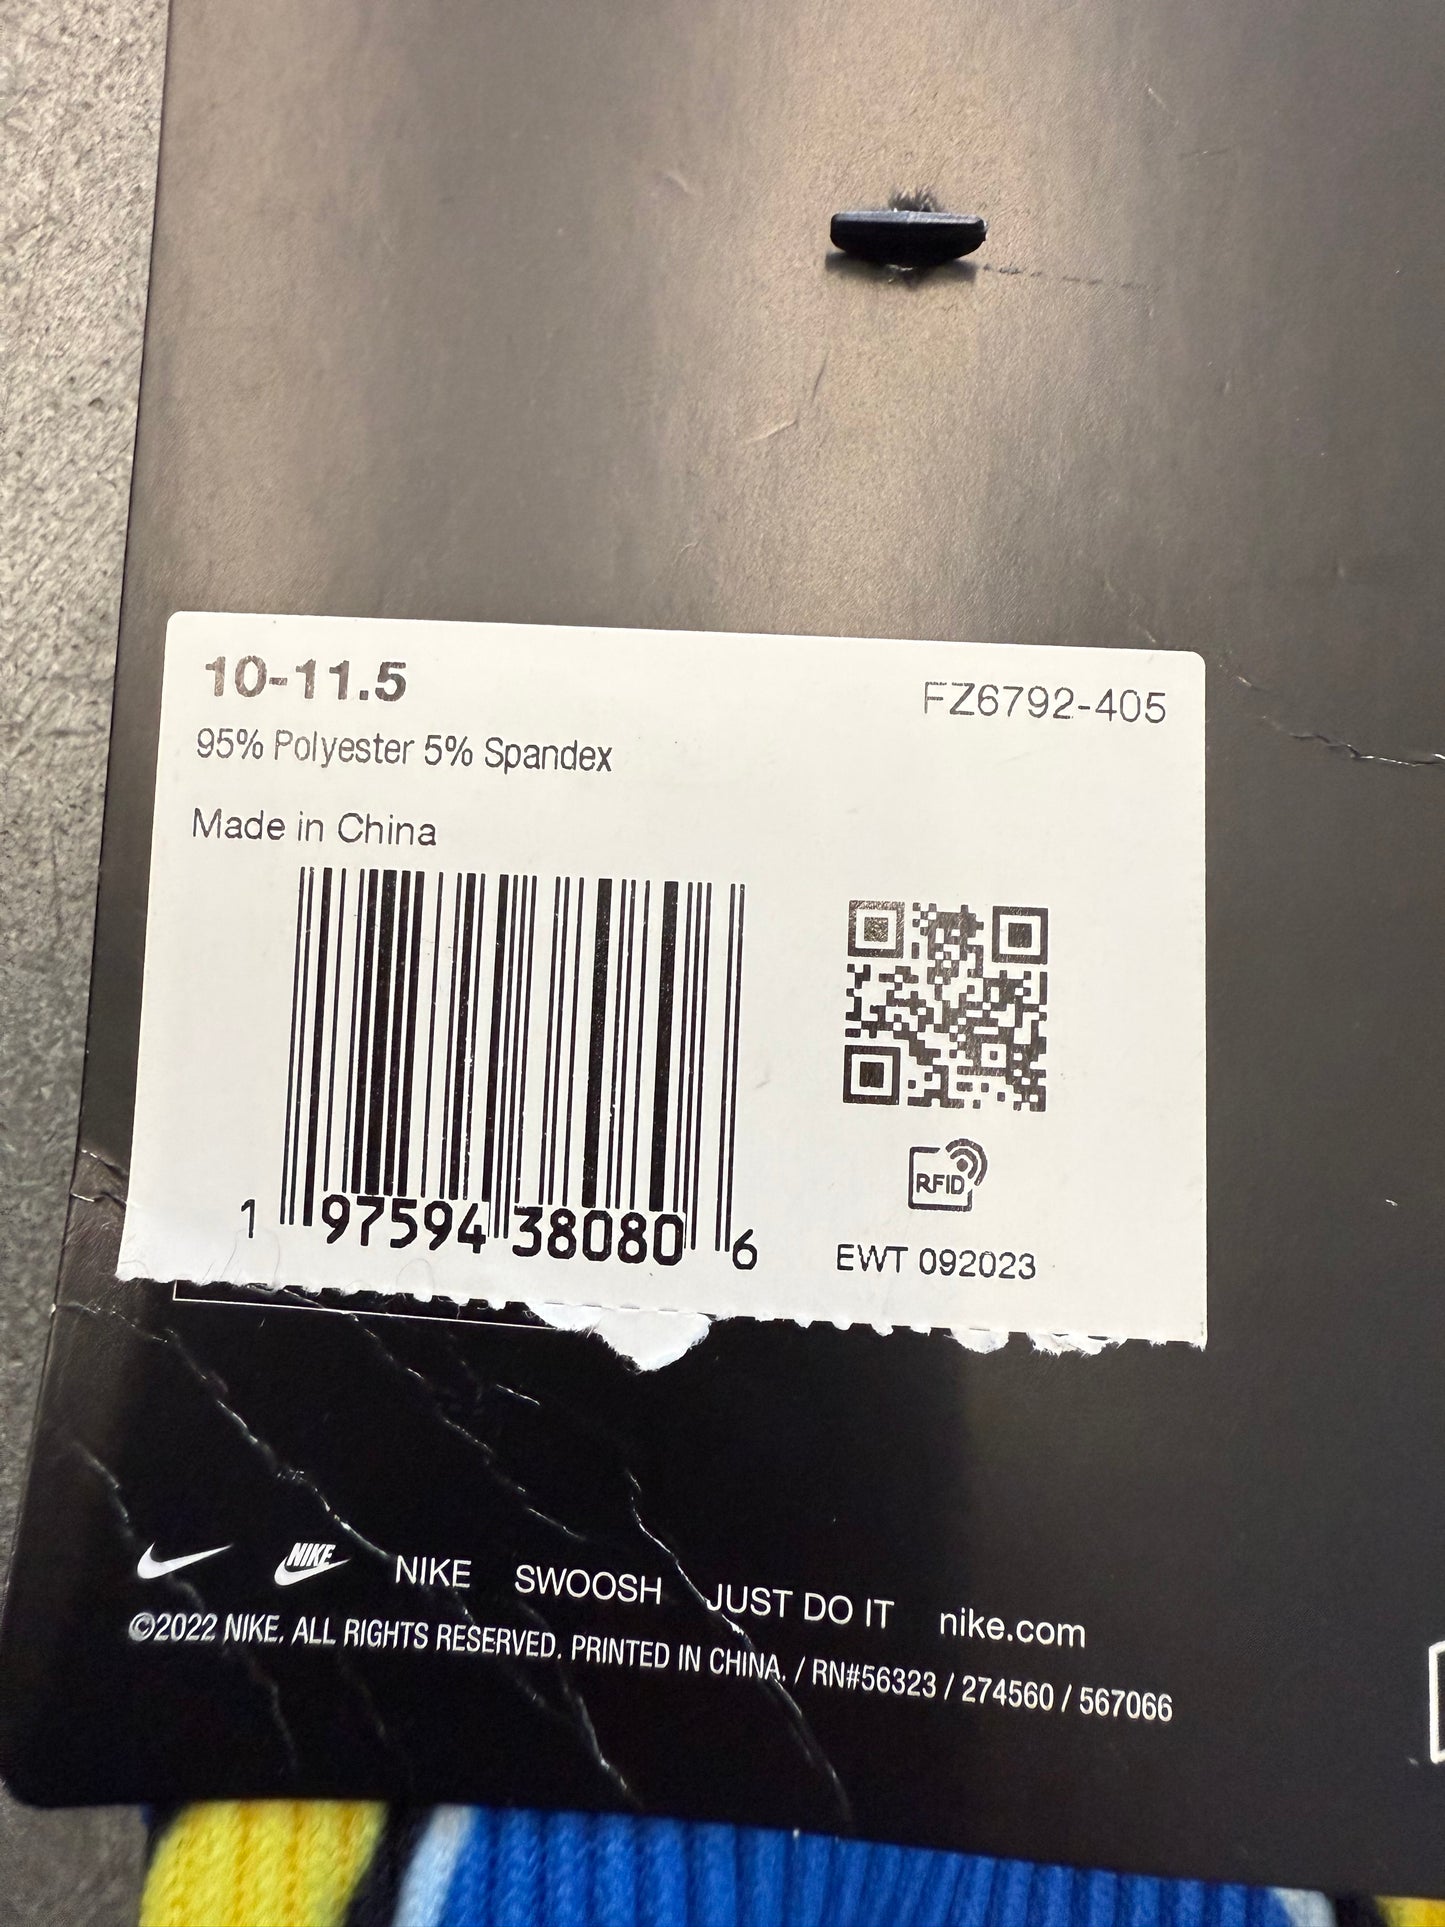 10-11.5
FZ6792-405
95% Polyester 5% Spandex
Made in China
1 97594 38080 6
RFID
EWT 092023
NIKE NIKE SWOOSH JUST DO IT nike.com
©2022 NIKE. ALL RIGHTS RESERVED. PRINTED IN CHINA. / RN#56323 / 274560 / 567066